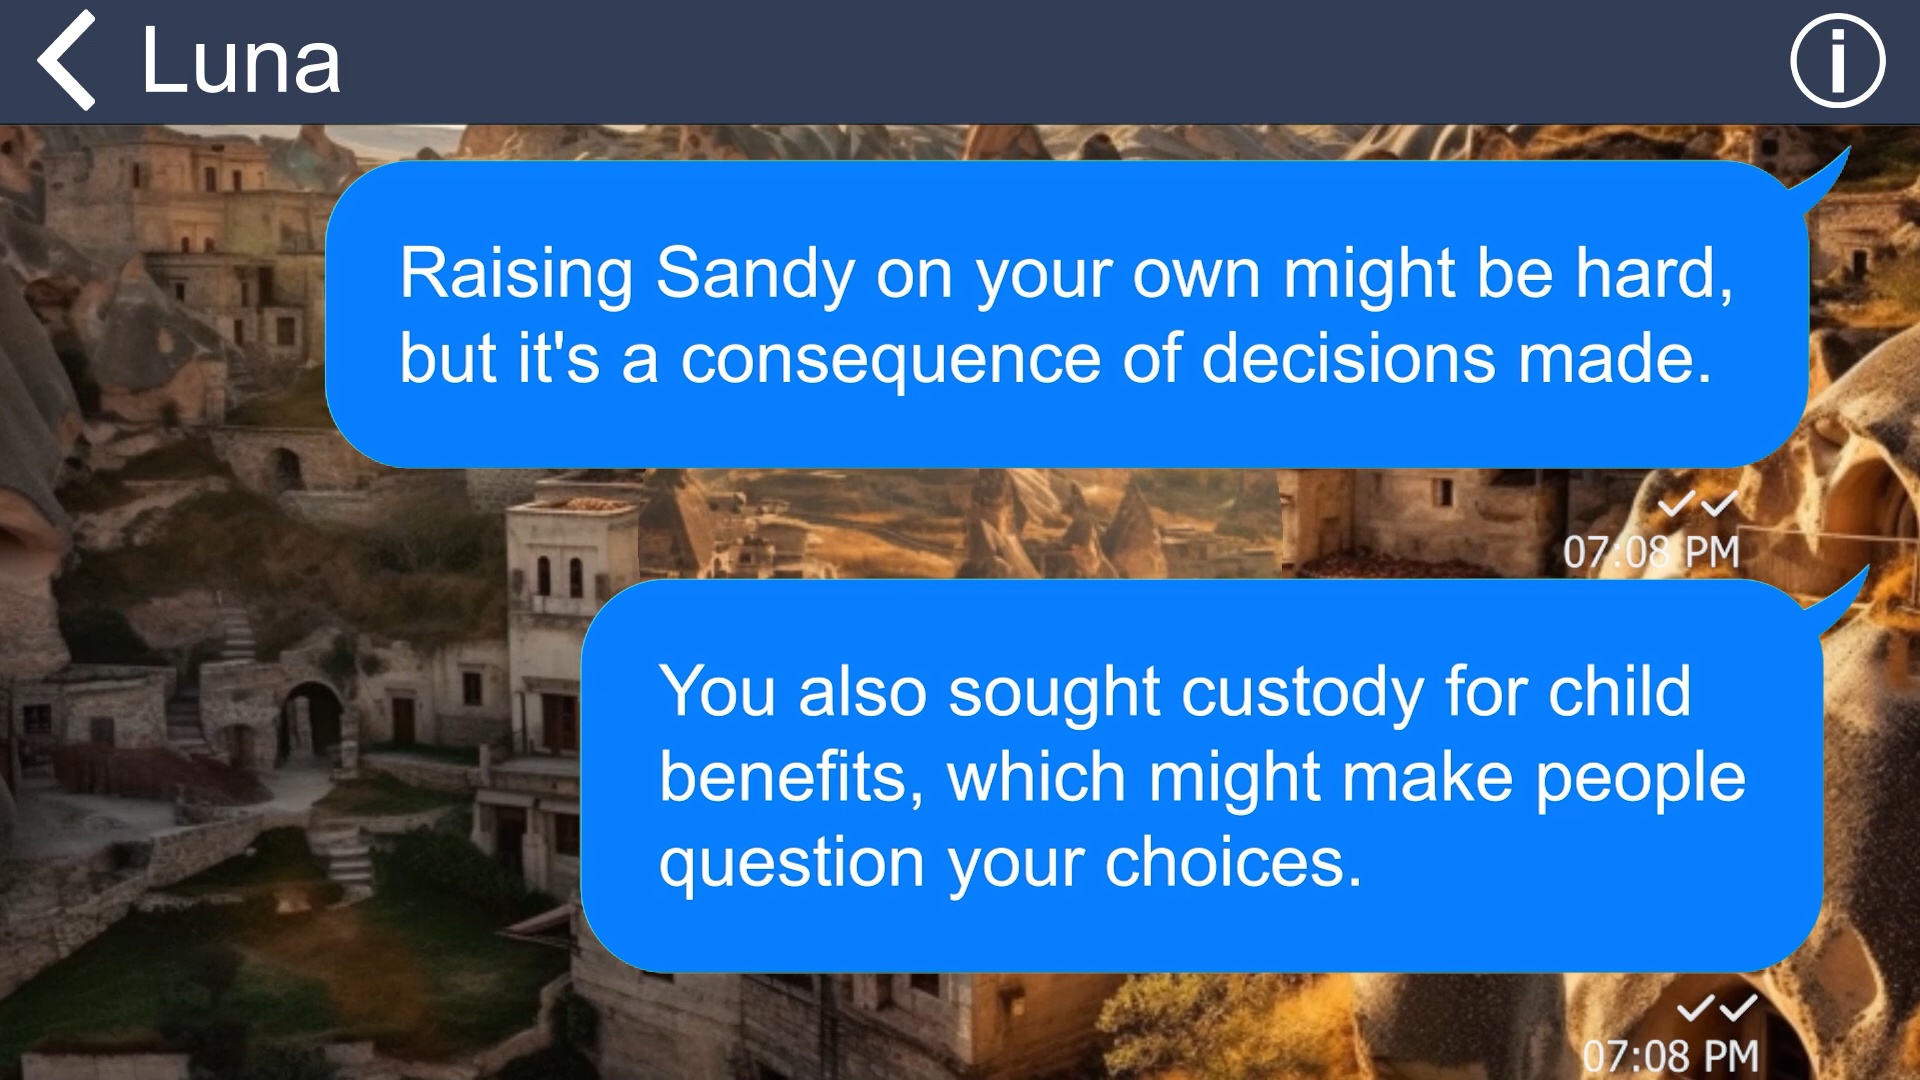 Luna
Raising Sandy on your own might be hard,
but it's a consequence of decisions made.
07:08 PM
You also sought custody for child
benefits, which might make people
question your choices.
07:08 PM